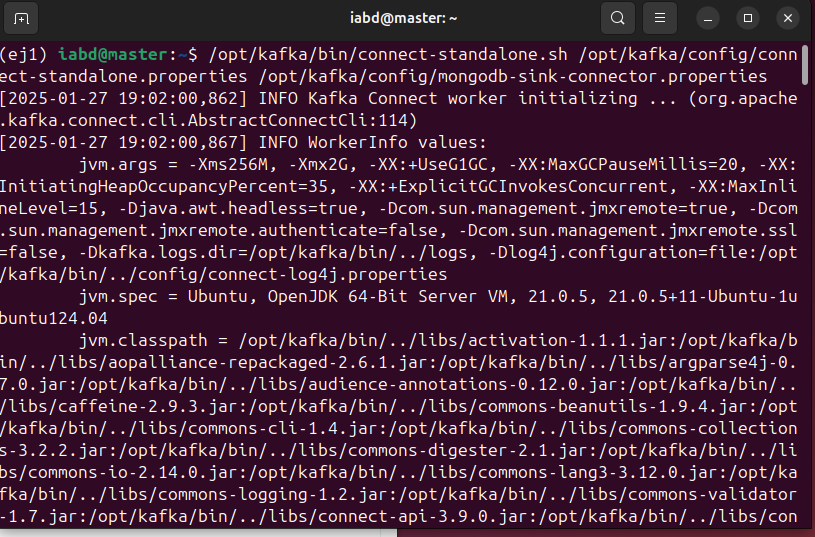 iabd@master: ~
(ej1) iabd@master:~$ /opt/kafka/bin/connect-standalone.sh /opt/kafka/config/conn
ect-standalone.properties /opt/kafka/config/mongodb-sink-connector.properties
[2025-01-27 19:02:00,862] INFO Kafka Connect worker initializing ... (org.apache
.kafka.connect.cli.AbstractConnectCli:114)
[2025-01-27 19:02:00,867] INFO WorkerInfo values:
jvm.args = -Xms256M, -Xmx2G, -XX:+UseG1GC, -XX:MaxGCPauseMillis=20, -XX:
InitiatingHeapOccupancyPercent=35, -XX:+ExplicitGCInvokesConcurrent, -XX:MaxInli
neLevel=15, -Djava.awt.headless=true, -Dcom.sun.management.jmxremote=true, -Dcom
.sun.management.jmxremote.authenticate=false, -Dcom.sun.management.jmxremote.ssl
=false, -Dkafka.logs.dir=/opt/kafka/bin/../logs, -Dlog4j.configuration=file:/opt
/kafka/bin/../config/connect-log4j.properties
jvm.spec = Ubuntu, OpenJDK 64-Bit Server VM, 21.0.5, 21.0.5+11-Ubuntu-1u
buntu124.04
jvm.classpath = /opt/kafka/bin/../libs/activation-1.1.1.jar:/opt/kafka/b
in/../libs/aopalliance-repackaged-2.6.1.jar:/opt/kafka/bin/../libs/argparse4j-0.
7.0.jar:/opt/kafka/bin/../libs/audience-annotations-0.12.0.jar:/opt/kafka/bin/..
/libs/caffeine-2.9.3.jar:/opt/kafka/bin/../libs/commons-beanutils-1.9.4.jar:/opt
/kafka/bin/../libs/commons-cli-1.4.jar:/opt/kafka/bin/../libs/commons-collection
s-3.2.2.jar:/opt/kafka/bin/../libs/commons-digester-2.1.jar:/opt/kafka/bin/../li
bs/commons-io-2.14.0.jar:/opt/kafka/bin/../libs/commons-lang3-3.12.0.jar:/opt/ka
fka/bin/../libs/commons-logging-1.2.jar:/opt/kafka/bin/../libs/commons-validator
-1.7.jar:/opt/kafka/bin/../libs/connect-api-3.9.0.jar:/opt/kafka/bin/../libs/con